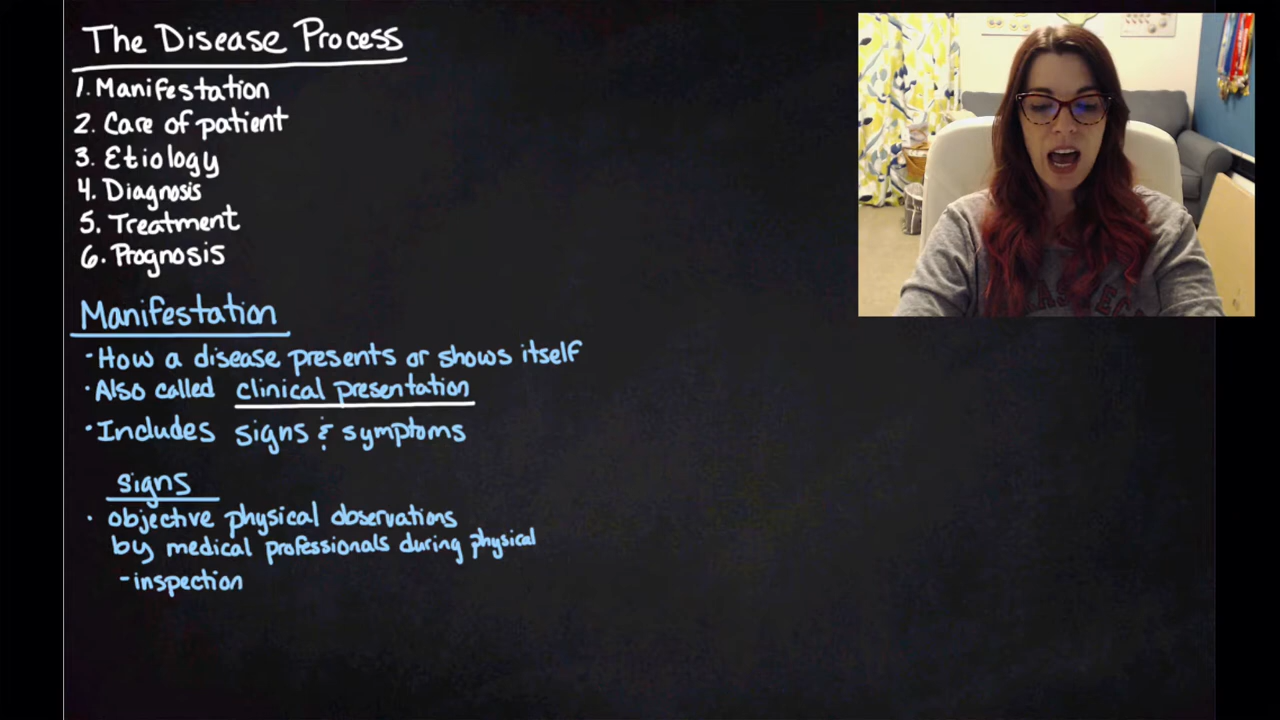 The Disease Process
1. Manifestation
2. Care of patient
3. Etiology
4. Diagnosis
5. Treatment
6. Prognosis
Manifestation
· How a disease presents or shows itself
· Also called clinical presentation
· Includes signs & symptoms
signs
· objective physical observations
by medical professionals during physical
- inspection